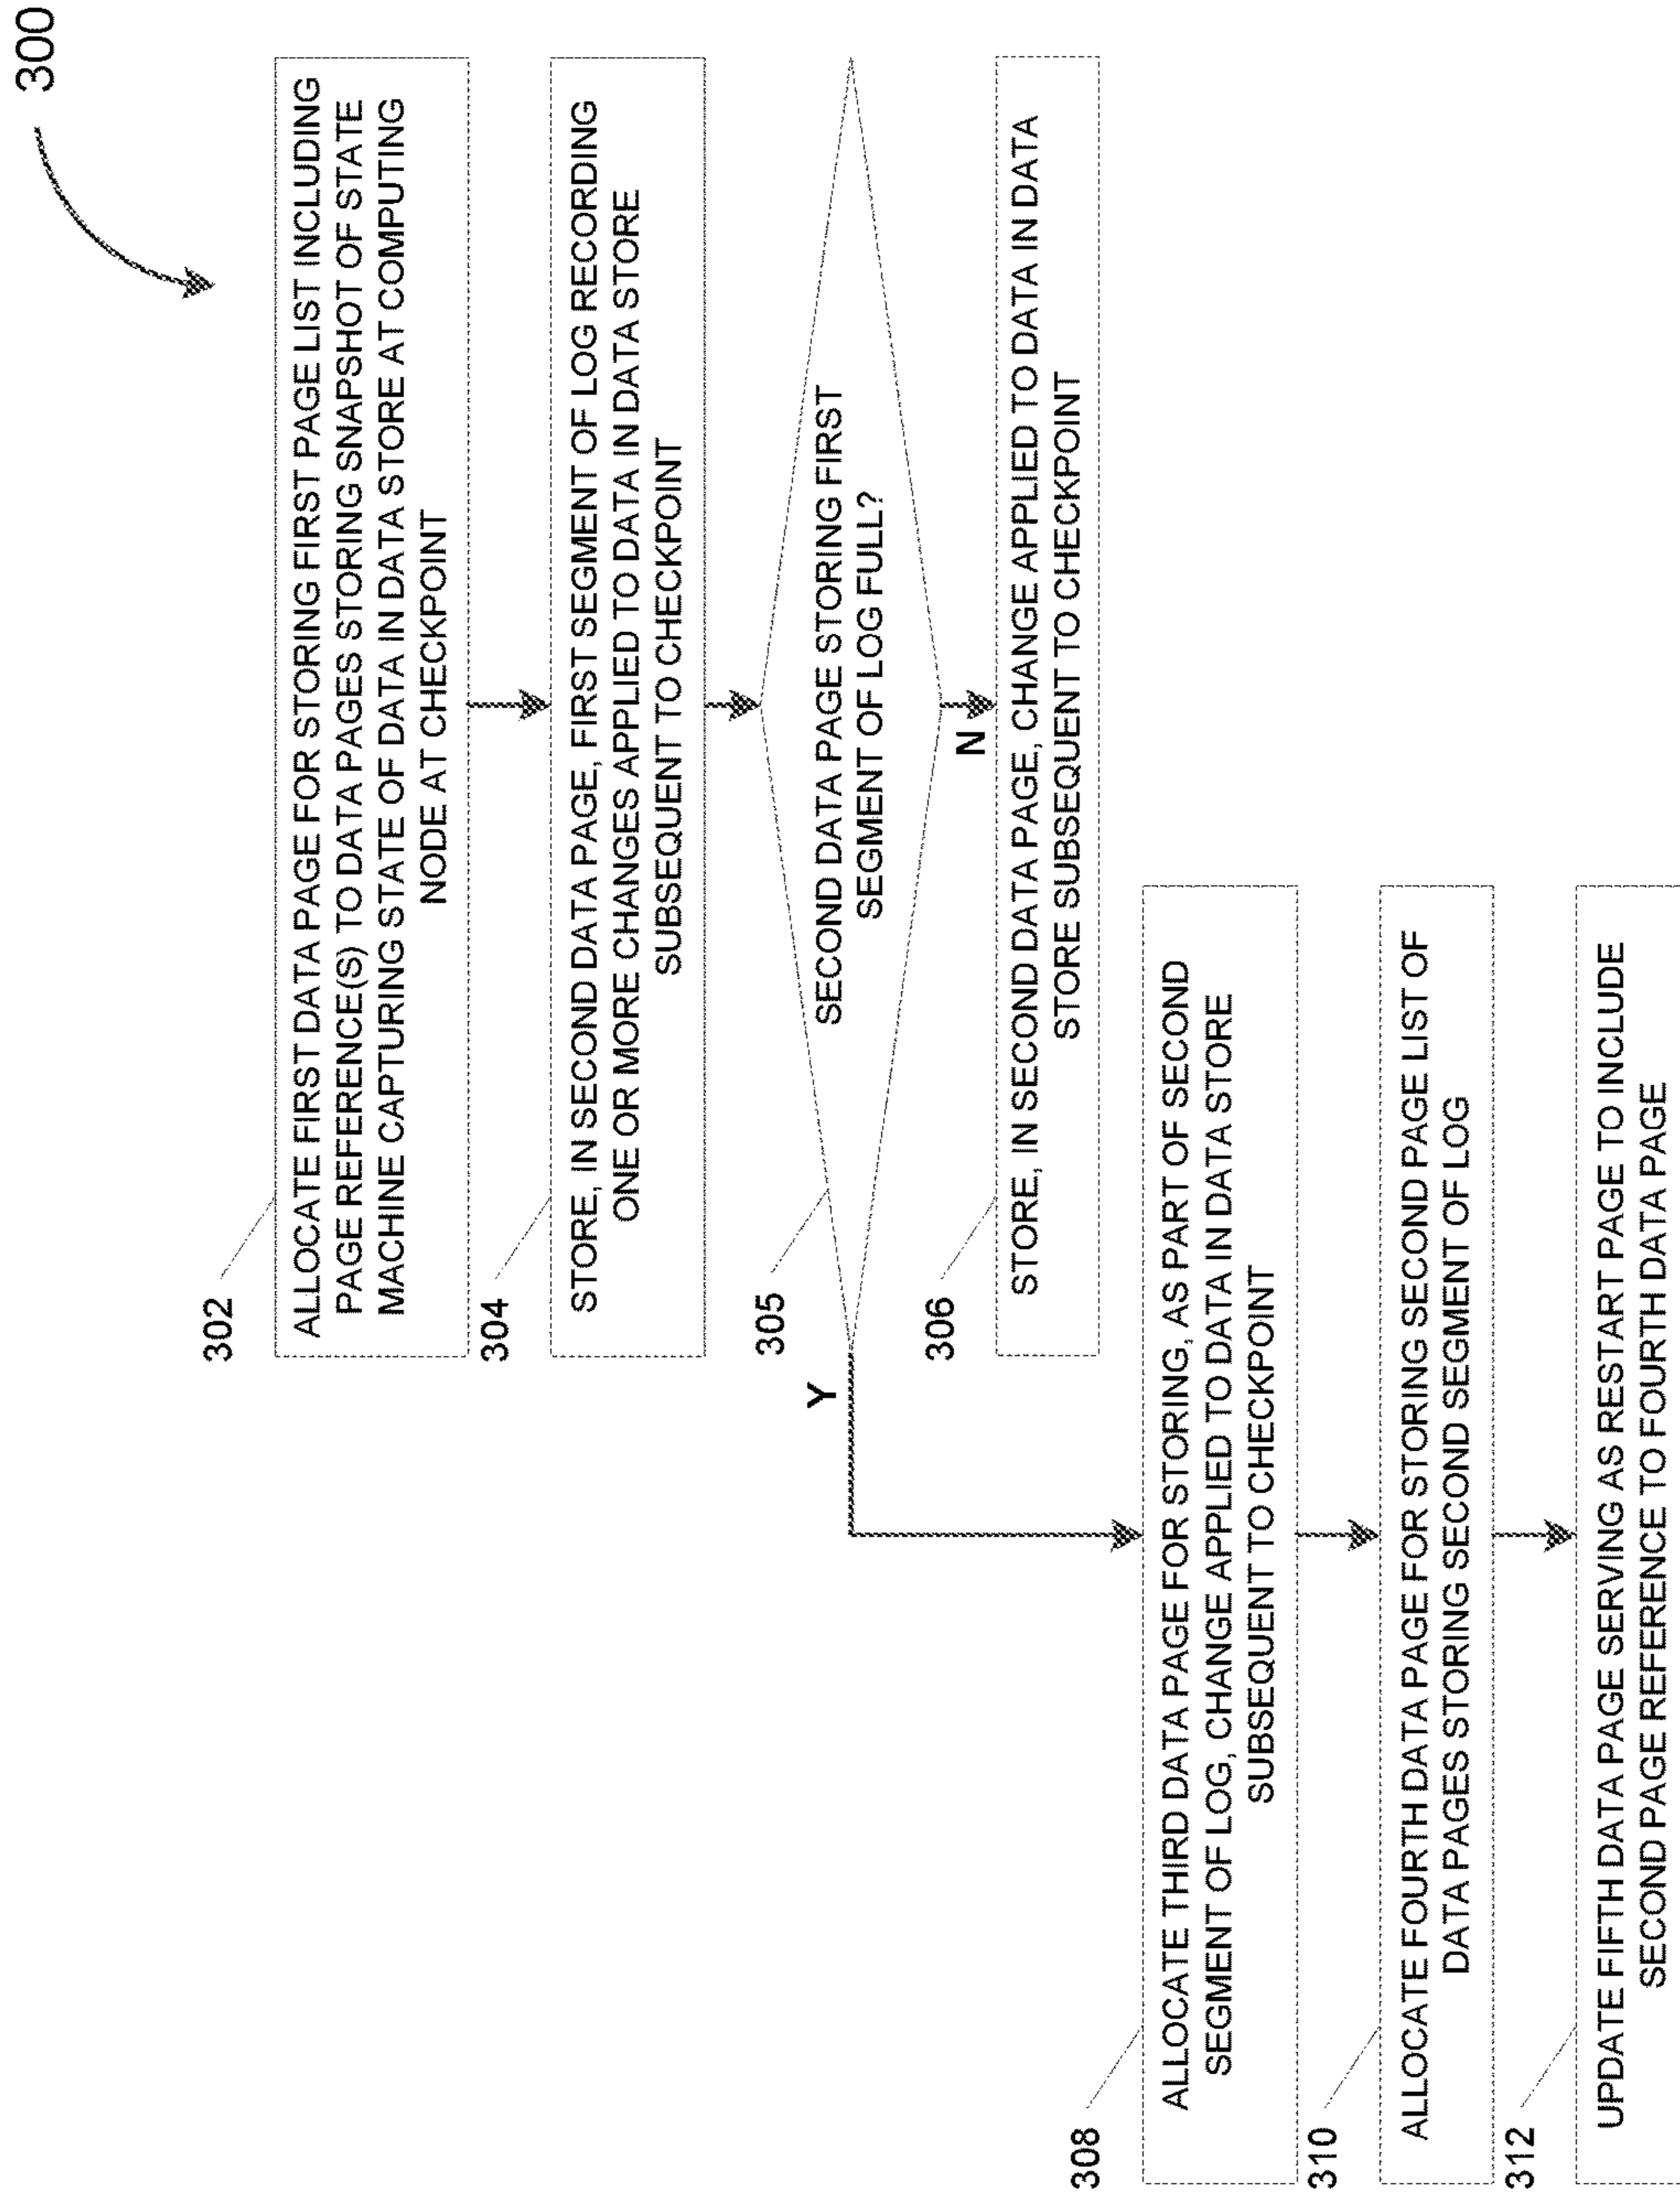 300
302
ALLOCATE FIRST DATA PAGE FOR STORING FIRST PAGE LIST INCLUDING
PAGE REFERENCE(S) TO DATA PAGES STORING SNAPSHOT OF STATE
MACHINE CAPTURING STATE OF DATA IN DATA STORE AT COMPUTING
NODE AT CHECKPOINT
304
STORE, IN SECOND DATA PAGE, FIRST SEGMENT OF LOG RECORDING
ONE OR MORE CHANGES APPLIED TO DATA IN DATA STORE
SUBSEQUENT TO CHECKPOINT
305
SECOND DATA PAGE STORING FIRST
SEGMENT OF LOG FULL?
Y
N
306
STORE, IN SECOND DATA PAGE, CHANGE APPLIED TO DATA IN DATA
STORE SUBSEQUENT TO CHECKPOINT
308
ALLOCATE THIRD DATA PAGE FOR STORING, AS PART OF SECOND
SEGMENT OF LOG, CHANGE APPLIED TO DATA IN DATA STORE
SUBSEQUENT TO CHECKPOINT
310
ALLOCATE FOURTH DATA PAGE FOR STORING SECOND PAGE LIST OF
DATA PAGES STORING SECOND SEGMENT OF LOG
312
UPDATE FIFTH DATA PAGE SERVING AS RESTART PAGE TO INCLUDE
SECOND PAGE REFERENCE TO FOURTH DATA PAGE